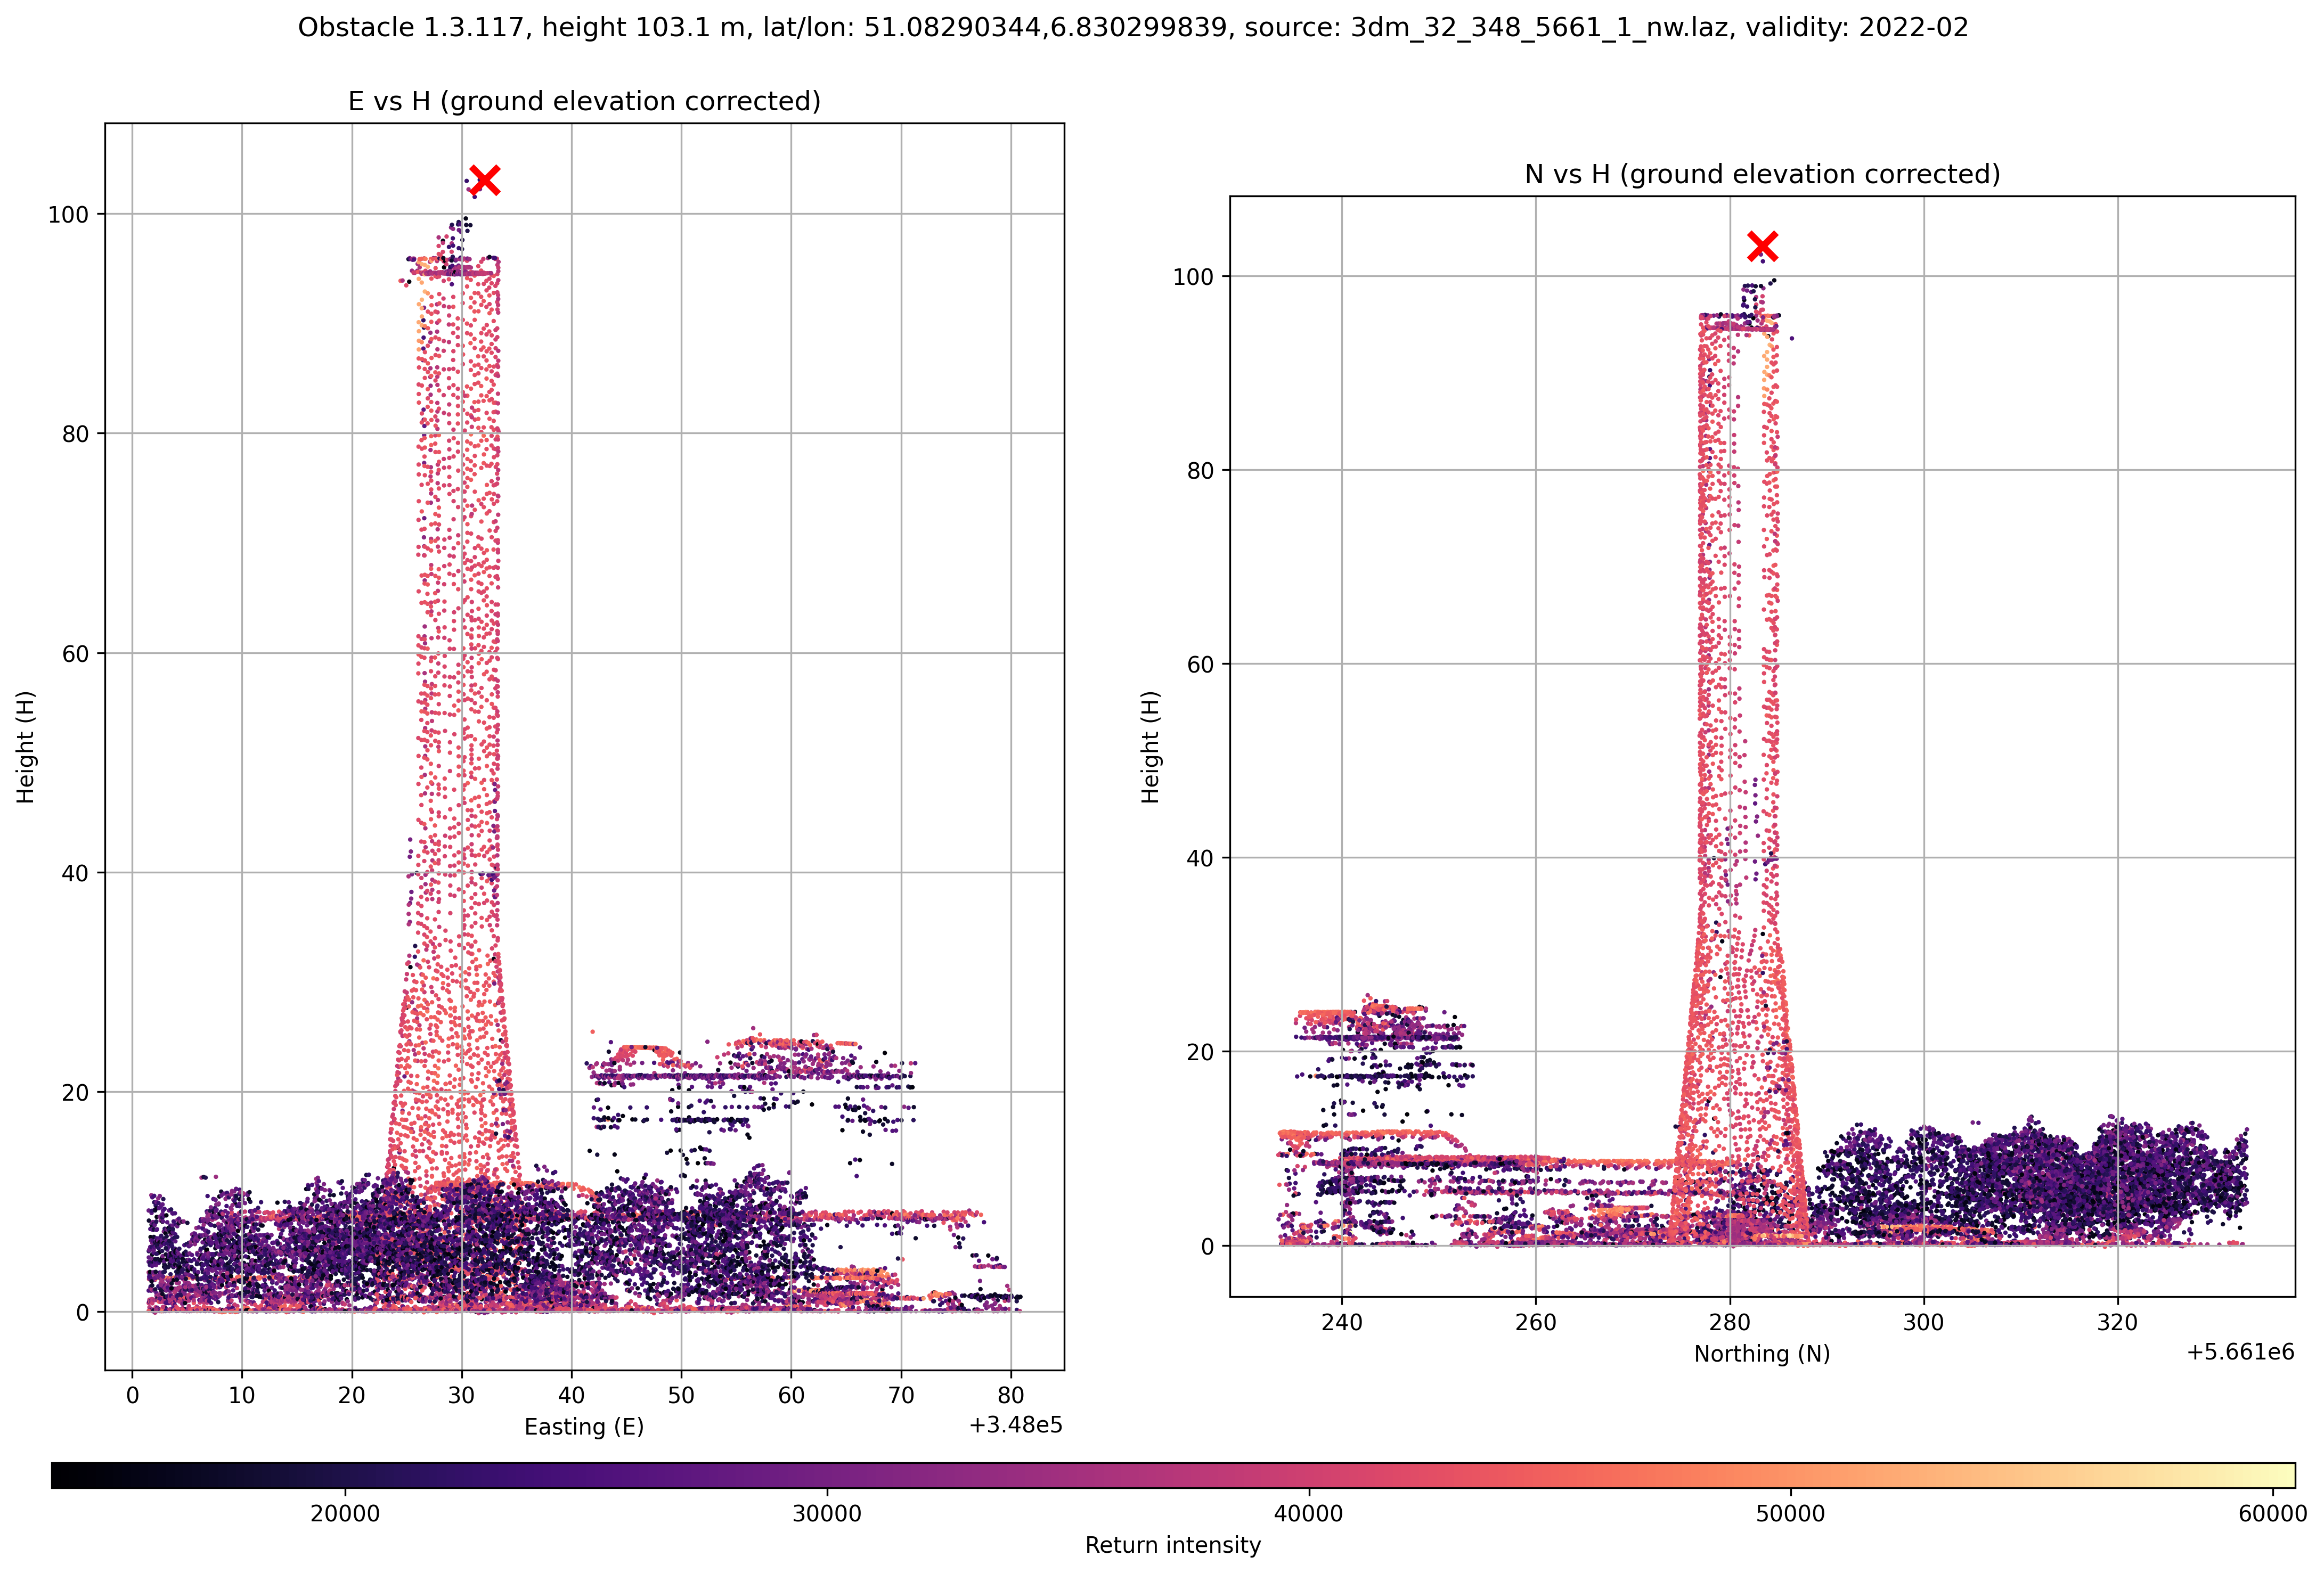 Obstacle 1.3.117, height 103.1 m, lat/lon: 51.08290344,6.830299839, source: 3dm_32_348_5661_1_nw.laz, validity: 2022-02
E vs H (ground elevation corrected)
100
80
60
40
20
0
Height (H)
0 10 20 30 40 50 60 70 80
+3.48e5
Easting (E)
N vs H (ground elevation corrected)
100
80
60
40
20
0
Height (H)
240 260 280 300 320
+5.661e6
Northing (N)
20000 30000 40000 50000 60000
Return intensity